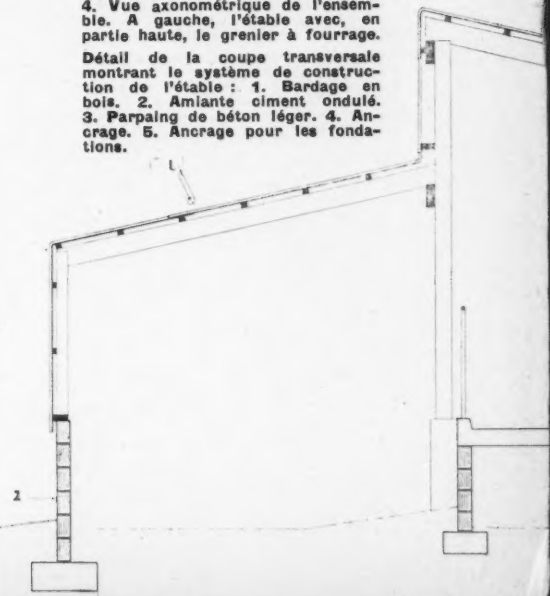 4. Vue axonométrique de l'ensem-
ble. A gauche, l'étable avec, en
partie haute, le grenier à fourrage.
Détail de la coupe transversale
montrant le système de construc-
tion de l'étable : 1. Bardage en
bois. 2. Amiante ciment ondulé.
3. Parpaing de béton léger. 4. An-
crage. 5. Ancrage pour les fonda-
tions.
1
2